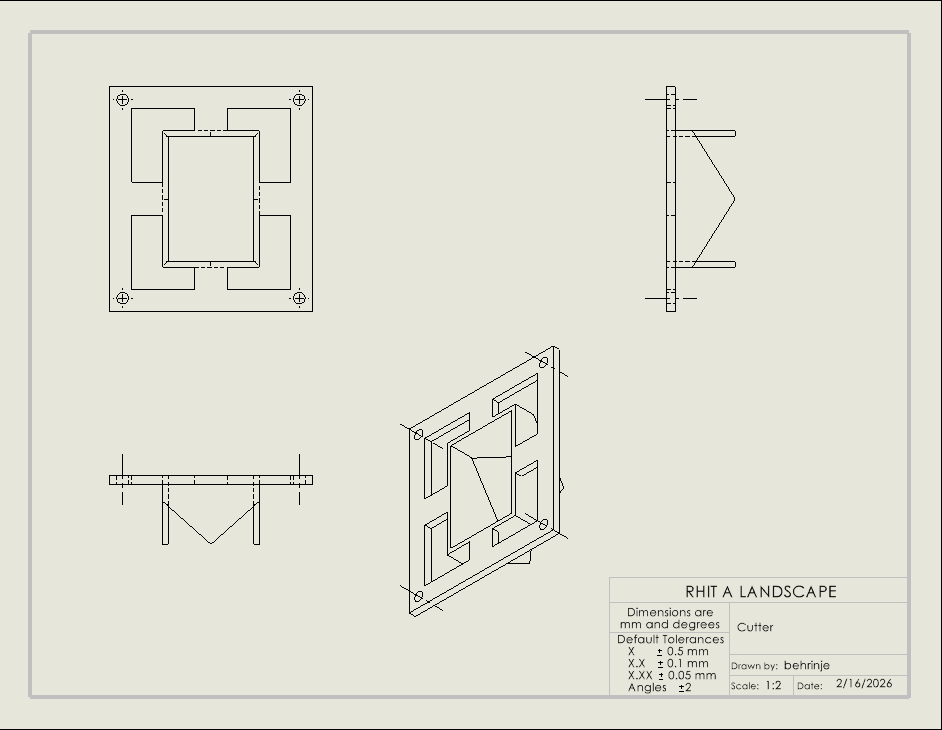 RHIT A LANDSCAPE
Dimensions are
mm and degrees
Cutter
Default Tolerances
X ± 0.5 mm
X.X ± 0.1 mm
X.XX ± 0.05 mm
Angles ±2
Drawn by: behrinje
Scale: 1:2 Date: 2/16/2026